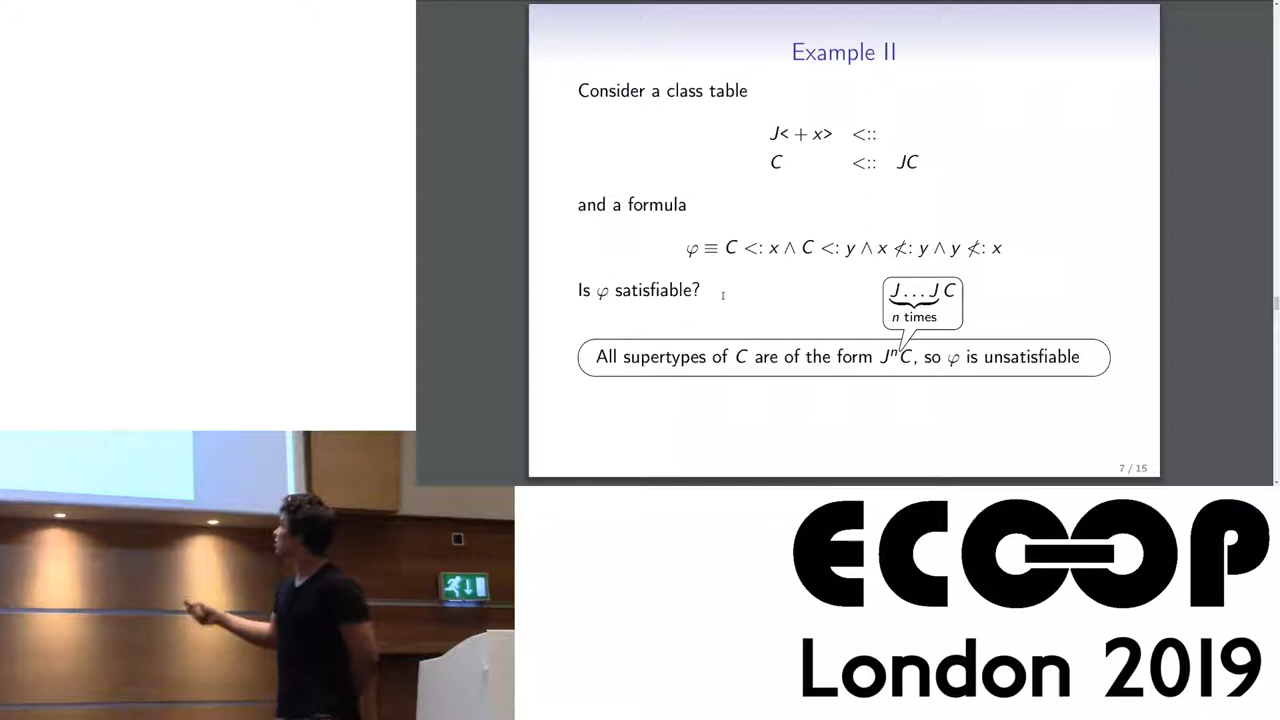 Example II
Consider a class table
J< + x> <::
C <:: JC
and a formula
φ ≡ C <: x ∧ C <: y ∧ x ≮: y ∧ y ≮: x
Is φ satisfiable?
J . . . J C
n times
All supertypes of C are of the form JⁿC, so φ is unsatisfiable
7 / 15
ECOOP
London 2019